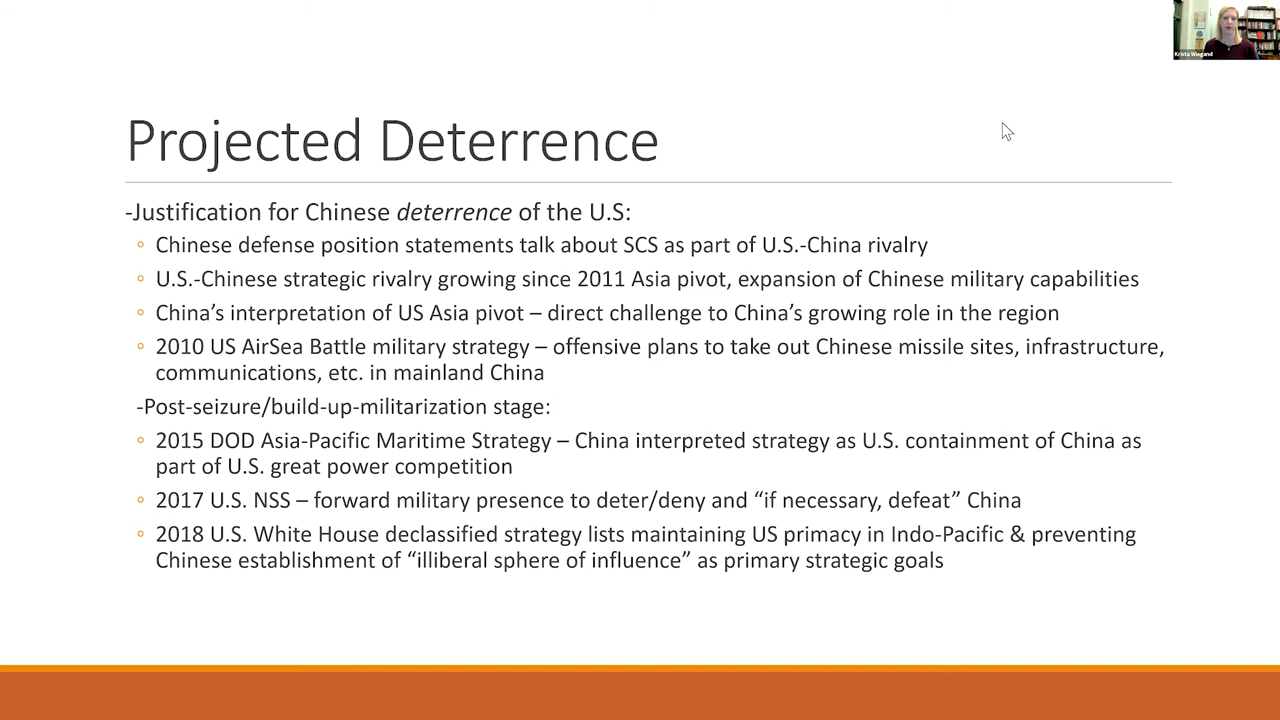 Krista Wiegand
Projected Deterrence
-Justification for Chinese deterrence of the U.S:
◦ Chinese defense position statements talk about SCS as part of U.S.-China rivalry
◦ U.S.-Chinese strategic rivalry growing since 2011 Asia pivot, expansion of Chinese military capabilities
◦ China’s interpretation of US Asia pivot – direct challenge to China’s growing role in the region
◦ 2010 US AirSea Battle military strategy – offensive plans to take out Chinese missile sites, infrastructure,
communications, etc. in mainland China
-Post-seizure/build-up-militarization stage:
◦ 2015 DOD Asia-Pacific Maritime Strategy – China interpreted strategy as U.S. containment of China as
part of U.S. great power competition
◦ 2017 U.S. NSS – forward military presence to deter/deny and “if necessary, defeat” China
◦ 2018 U.S. White House declassified strategy lists maintaining US primacy in Indo-Pacific & preventing
Chinese establishment of “illiberal sphere of influence” as primary strategic goals